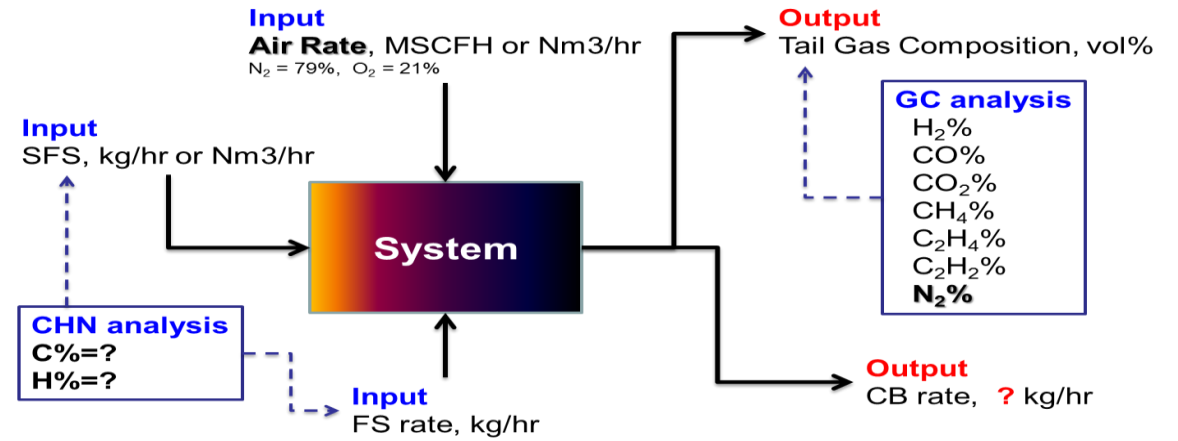 Input
Air Rate, MSCFH or Nm3/hr
N₂ = 79%, O₂ = 21%
Output
Tail Gas Composition, vol%
Input
SFS, kg/hr or Nm3/hr
GC analysis
H₂%
CO%
CO₂%
CH₄%
C₂H₄%
C₂H₂%
N₂%
System
CHN analysis
C%=?
H%=?
Input
FS rate, kg/hr
Output
CB rate, ? kg/hr